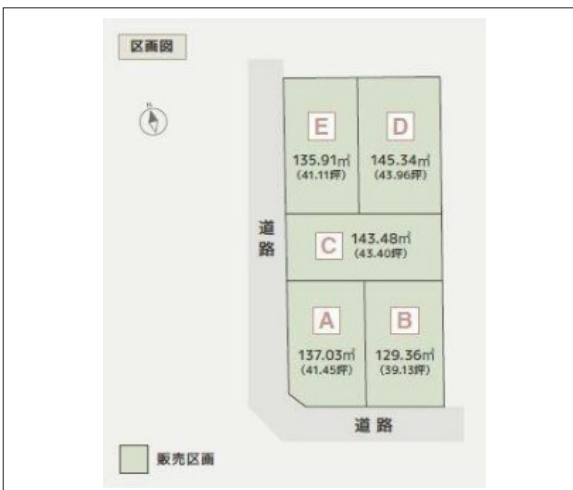 区画図
N
E
135.91㎡
(41.11坪)
D
145.34㎡
(43.96坪)
道路
C 143.48㎡
(43.40坪)
A
137.03㎡
(41.45坪)
B
129.36㎡
(39.13坪)
道路
販売区画